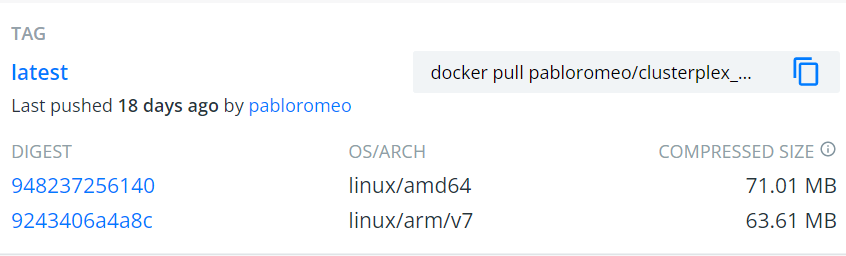 TAG
latest
docker pull pabloromeo/clusterplex_...
Last pushed 18 days ago by pabloromeo
DIGEST OS/ARCH COMPRESSED SIZE
948237256140 linux/amd64 71.01 MB
9243406a4a8c linux/arm/v7 63.61 MB